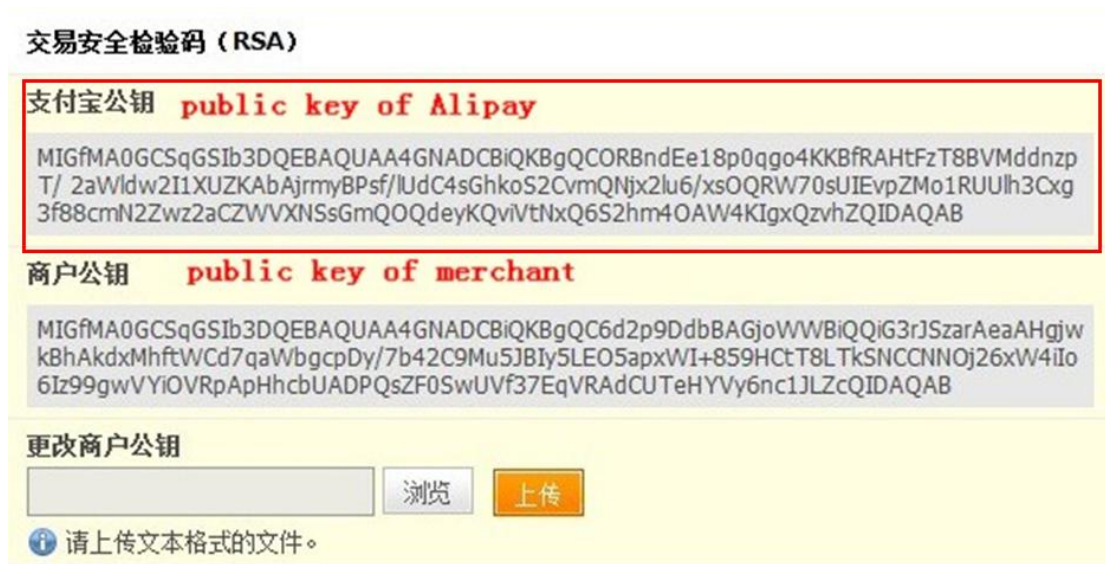 交易安全检验码（RSA）
支付宝公钥 public key of Alipay
MIGfMA0GCSqGSIb3DQEBAQUAA4GNADCBiQKBgQCORBndEe18p0qgo4KKBfRAHtFzT8BVMddnzp
T/ 2aWldw2I1XUZKAbAjrmyBPsf/lUdC4sGhkoS2CvmQNjx2lu6/xsOQRW70sUIEvpZMo1RUUlh3Cxg
3f88cmN2Zwz2aCZWVXNSsGmQOQdeyKQviVtNxQ6S2hm4OAW4KIgxQzvhZQIDAQAB
商户公钥 public key of merchant
MIGfMA0GCSqGSIb3DQEBAQUAA4GNADCBiQKBgQC6d2p9DdbBAGjoWWBiQQiG3rJSzarAeaAHgjw
kBhAkdxMhftWCd7qaWbgcpDy/7b42C9Mu5JBIy5LEO5apxWI+859HCtT8LTkSNCCNNOj26xW4iIo
6Iz99gwVYiOVRpApHhcbUADPQsZF0SwUVf37EqVRAdCUTeHYVy6nc1JLZcQIDAQAB
更改商户公钥
浏览 上传
请上传文本格式的文件。